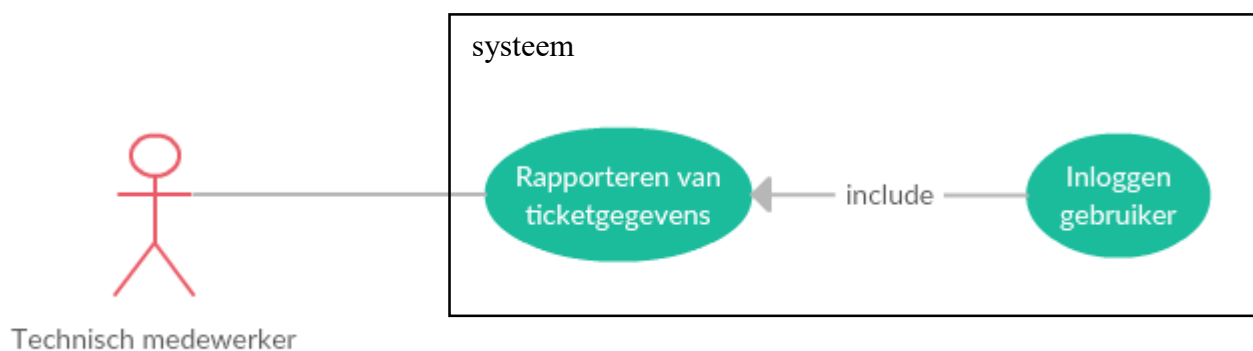 systeem
Rapporteren van
ticketgegevens
include
Inloggen
gebruiker
Technisch medewerker